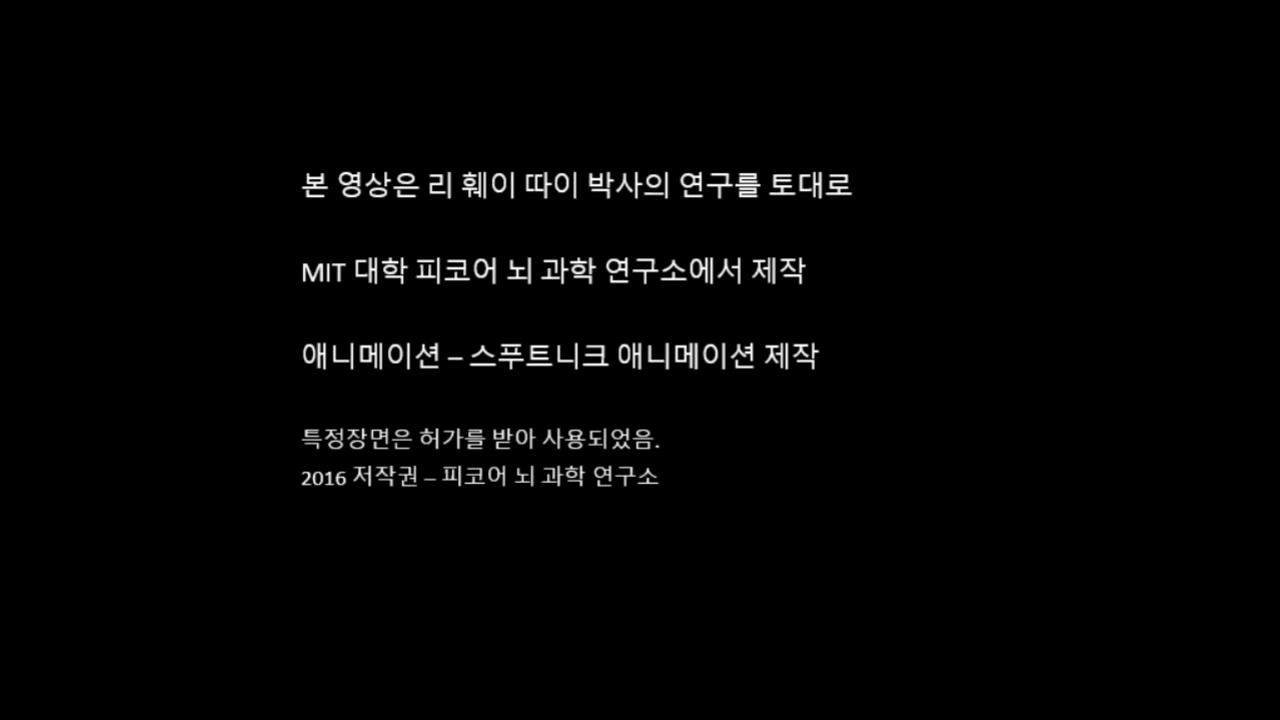 본 영상은 리 훼이 따이 박사의 연구를 토대로
MIT 대학 피코어 뇌 과학 연구소에서 제작
애니메이션 – 스푸트니크 애니메이션 제작
특정장면은 허가를 받아 사용되었음.
2016 저작권 – 피코어 뇌 과학 연구소